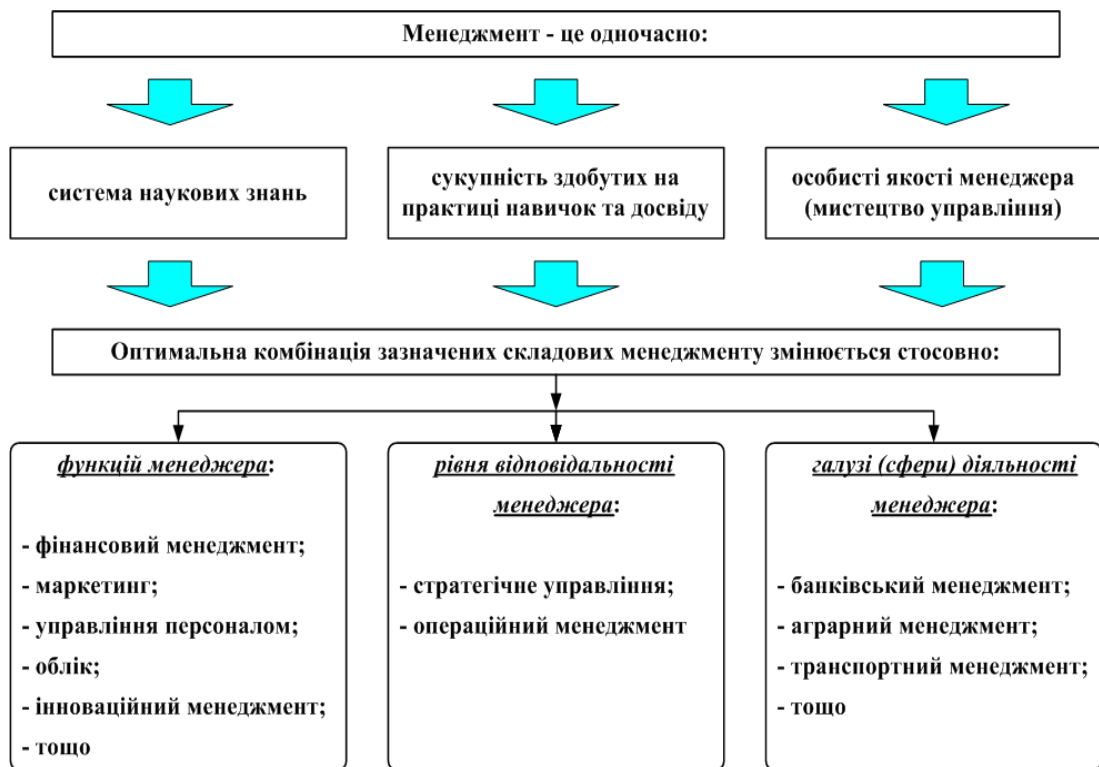 Менеджмент - це одночасно:
система наукових знань
сукупність здобутих на
практиці навичок та досвіду
особисті якості менеджера
(мистецтво управління)
Оптимальна комбінація зазначених складових менеджменту змінюється стосовно:
функцій менеджера:
- фінансовий менеджмент;
- маркетинг;
- управління персоналом;
- облік;
- інноваційний менеджмент;
- тощо
рівня відповідальності
менеджера:
- стратегічне управління;
- операційний менеджмент
галузі (сфери) діяльності
менеджера:
- банківський менеджмент;
- аграрний менеджмент;
- транспортний менеджмент;
- тощо